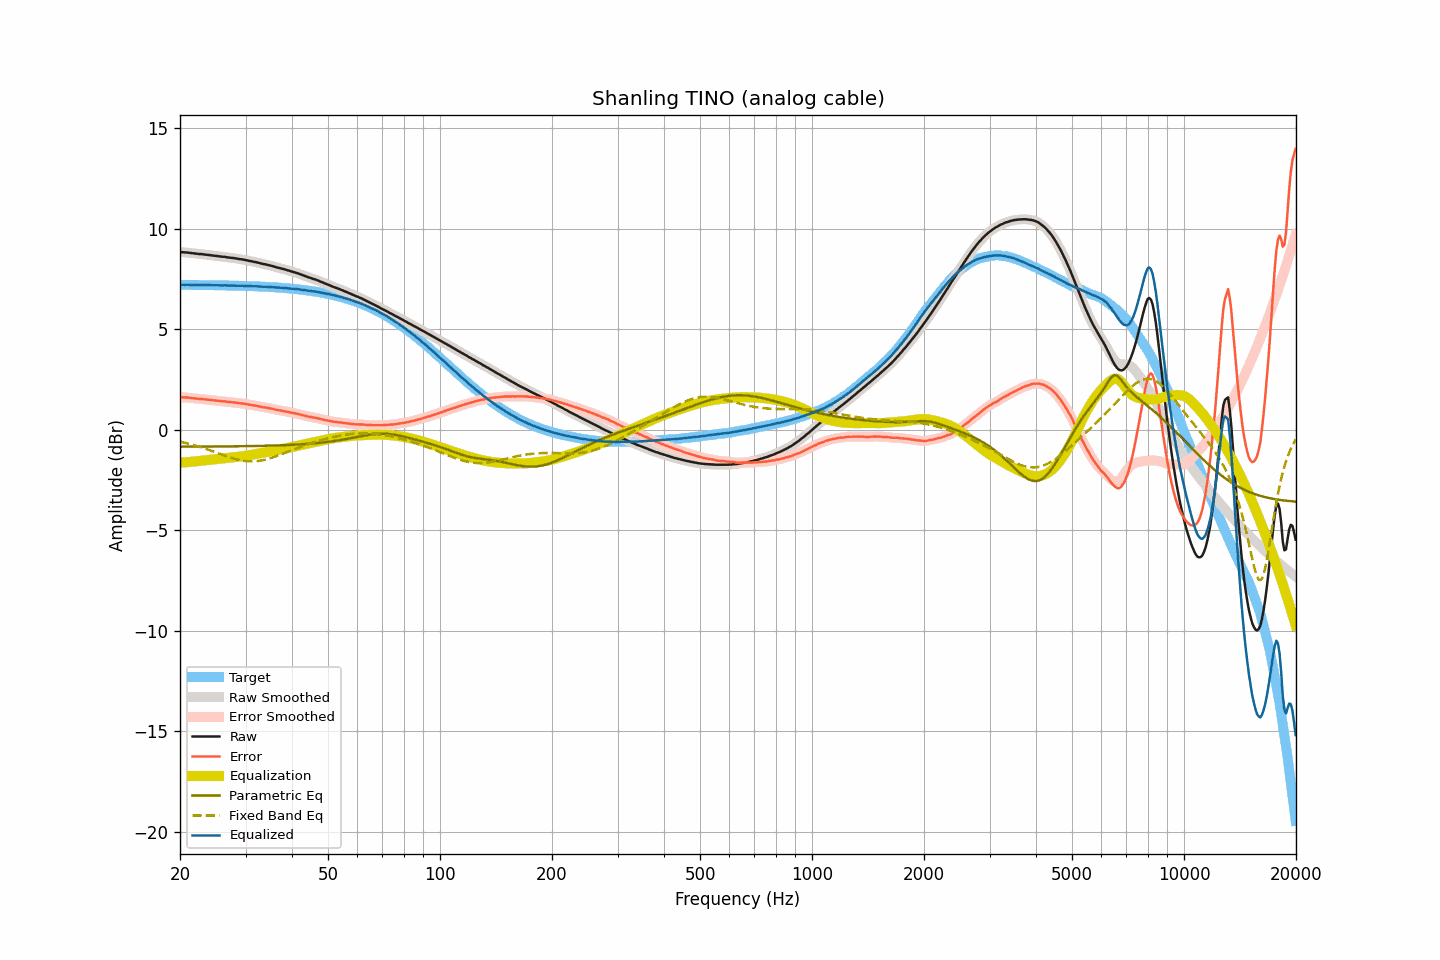 Shanling TINO (analog cable)
15
10
5
0
−5
−10
−15
−20
Amplitude (dBr)
Target
Raw Smoothed
Error Smoothed
Raw
Error
Equalization
Parametric Eq
Fixed Band Eq
Equalized
20 50 100 200 500 1000 2000 5000 10000 20000
Frequency (Hz)